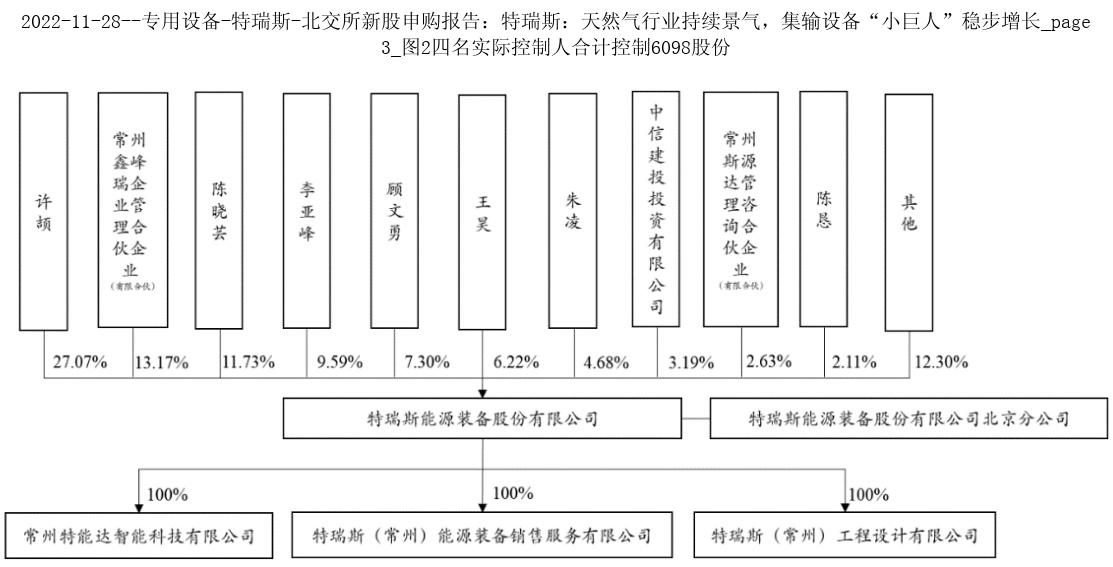 2022-11-28--专用设备-特瑞斯-北交所新股申购报告：特瑞斯：天然气行业持续景气，集输设备“小巨人”稳步增长_page
3_图2四名实际控制人合计控制6098股份
许颉
常州
鑫峰
瑞企
业管
理合
伙企
业
（有限合伙）
陈晓芸
李亚峰
顾文勇
王昊
朱凌
中信建投投资有限公司
常州
斯源
达管
理咨
询合
伙企
业
（有限合伙）
陈恳
其他
27.07%
13.17%
11.73%
9.59%
7.30%
6.22%
4.68%
3.19%
2.63%
2.11%
12.30%
特瑞斯能源装备股份有限公司
特瑞斯能源装备股份有限公司北京分公司
100%
100%
100%
常州特能达智能科技有限公司
特瑞斯（常州）能源装备销售服务有限公司
特瑞斯（常州）工程设计有限公司